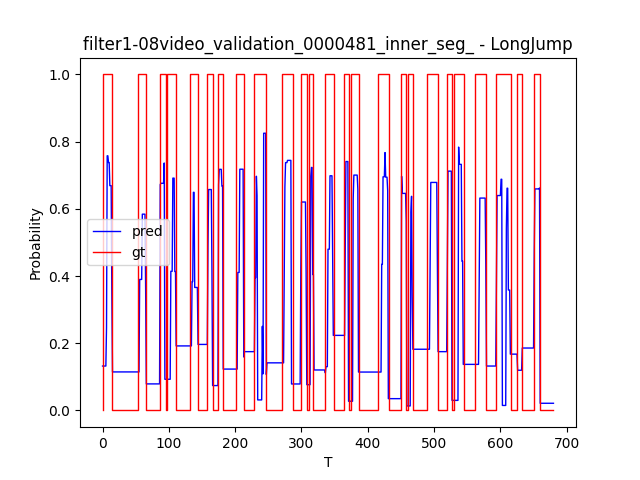 filter1-08video_validation_0000481_inner_seg_ - LongJump
1.0
0.8
0.6
0.4
0.2
0.0
Probability
pred
gt
0 100 200 300 400 500 600 700
T